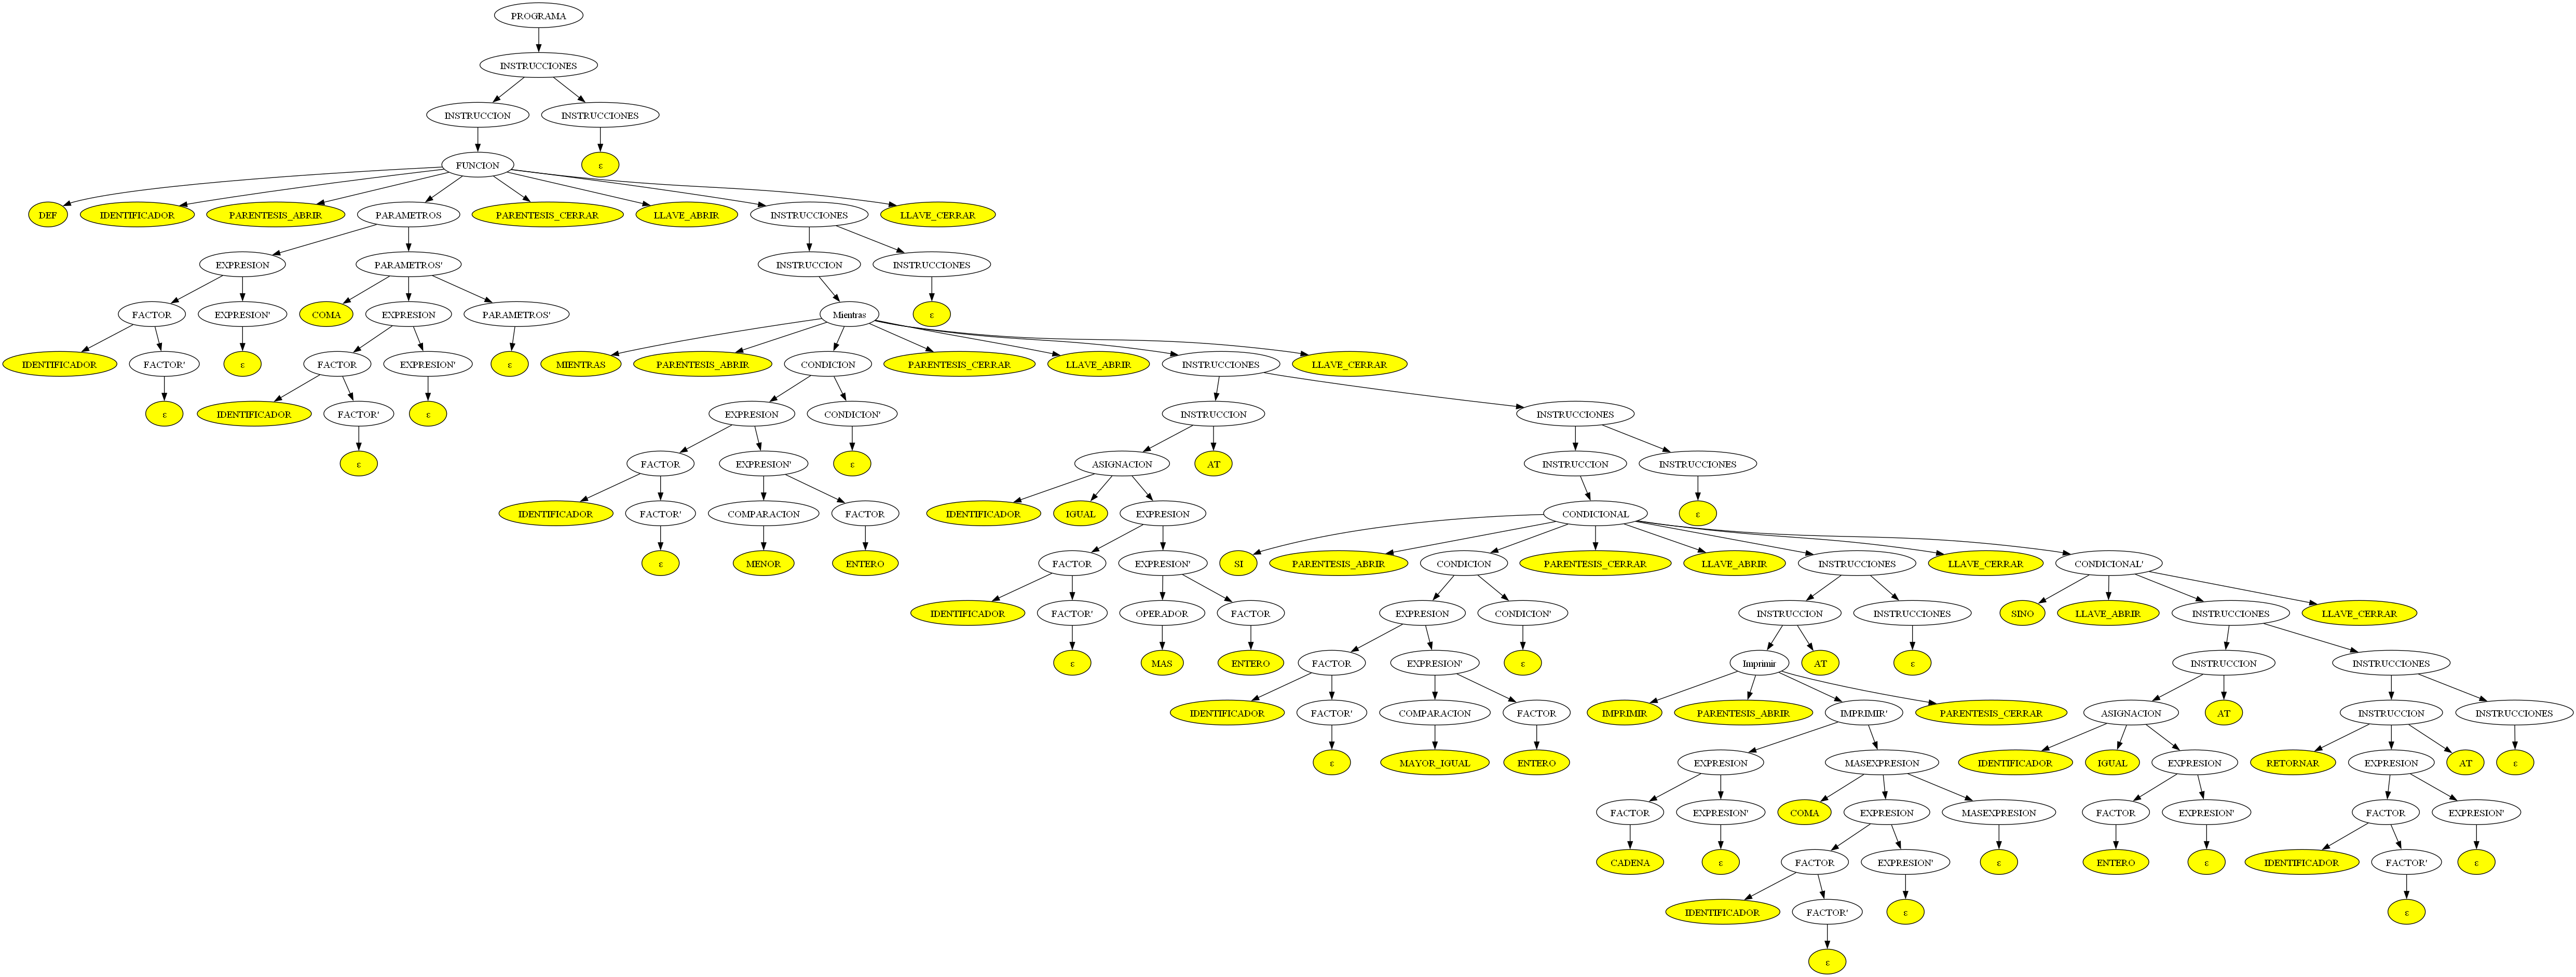 PROGRAMA
INSTRUCCIONES
INSTRUCCION INSTRUCCIONES
FUNCION ε
DEF IDENTIFICADOR PARENTESIS_ABRIR PARAMETROS PARENTESIS_CERRAR LLAVE_ABRIR INSTRUCCIONES LLAVE_CERRAR
EXPRESION PARAMETROS' INSTRUCCION INSTRUCCIONES
FACTOR EXPRESION' COMA EXPRESION PARAMETROS' Mientras ε
IDENTIFICADOR FACTOR' ε FACTOR EXPRESION' ε MIENTRAS PARENTESIS_ABRIR CONDICION PARENTESIS_CERRAR LLAVE_ABRIR INSTRUCCIONES LLAVE_CERRAR
ε IDENTIFICADOR FACTOR' ε EXPRESION CONDICION' INSTRUCCION INSTRUCCIONES
ε FACTOR EXPRESION' ε ASIGNACION AT INSTRUCCION INSTRUCCIONES
IDENTIFICADOR FACTOR' COMPARACION FACTOR IDENTIFICADOR IGUAL EXPRESION CONDICIONAL ε
ε MENOR ENTERO FACTOR EXPRESION' SI PARENTESIS_ABRIR CONDICION PARENTESIS_CERRAR LLAVE_ABRIR INSTRUCCIONES LLAVE_CERRAR CONDICIONAL'
IDENTIFICADOR FACTOR' OPERADOR FACTOR EXPRESION CONDICION' INSTRUCCION INSTRUCCIONES SINO LLAVE_ABRIR INSTRUCCIONES LLAVE_CERRAR
ε MAS ENTERO FACTOR EXPRESION' ε Imprimir AT ε INSTRUCCION INSTRUCCIONES
IDENTIFICADOR FACTOR' COMPARACION FACTOR IMPRIMIR PARENTESIS_ABRIR IMPRIMIR' PARENTESIS_CERRAR ASIGNACION AT INSTRUCCION INSTRUCCIONES
ε MAYOR_IGUAL ENTERO EXPRESION MASEXPRESION IDENTIFICADOR IGUAL EXPRESION RETORNAR EXPRESION AT ε
FACTOR EXPRESION' COMA EXPRESION MASEXPRESION FACTOR EXPRESION' FACTOR EXPRESION'
CADENA ε FACTOR EXPRESION' ε ENTERO ε IDENTIFICADOR FACTOR' ε
IDENTIFICADOR FACTOR' ε ε
ε